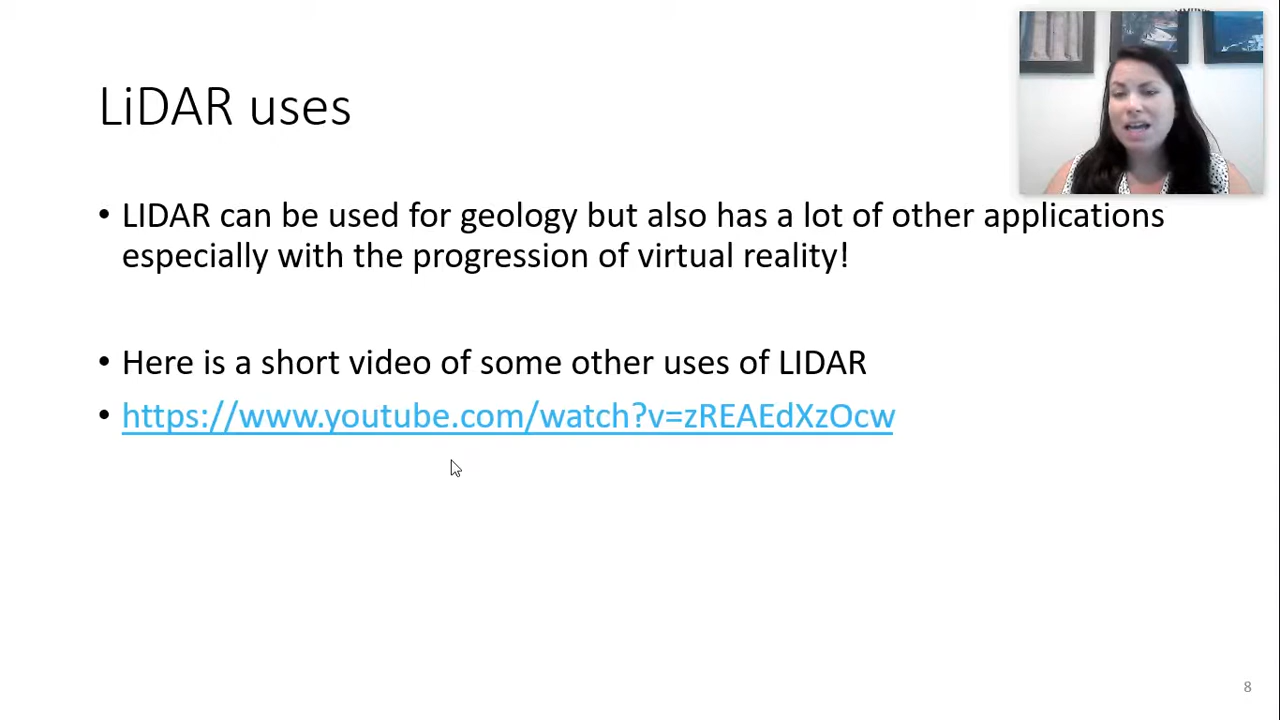 LiDAR uses
• LIDAR can be used for geology but also has a lot of other applications
especially with the progression of virtual reality!
• Here is a short video of some other uses of LIDAR
• https://www.youtube.com/watch?v=zREAEdXzOcw
8